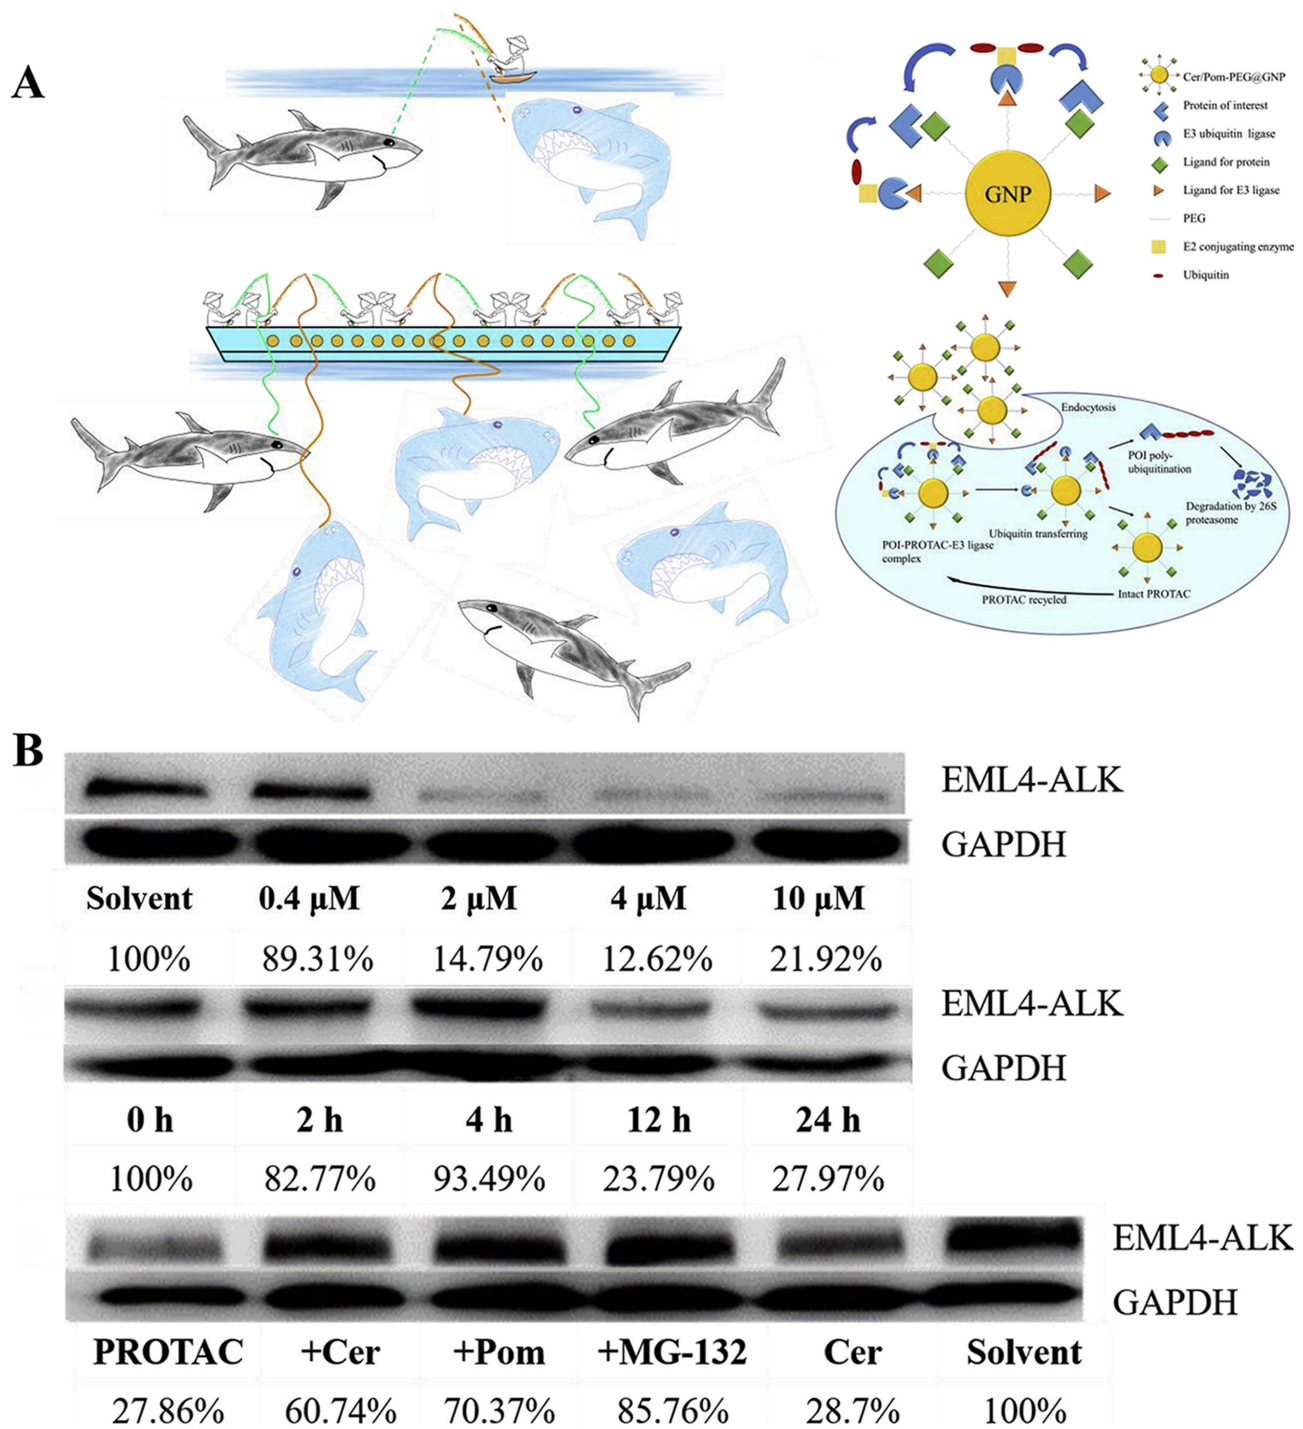 A
GNP
Cer/Pom-PEG@GNP
Protein of interest
E3 ubiquitin ligase
Ligand for protein
Ligand for E3 ligase
PEG
E2 conjugating enzyme
Ubiquitin
Endocytosis
POI poly-
ubiquitination
Degradation by 26S
proteasome
Ubiquitin transferring
POI-PROTAC-E3 ligase
complex
PROTAC recycled
Intact PROTAC
B
EML4-ALK
GAPDH
Solvent 0.4 μM 2 μM 4 μM 10 μM
100% 89.31% 14.79% 12.62% 21.92%
EML4-ALK
GAPDH
0 h 2 h 4 h 12 h 24 h
100% 82.77% 93.49% 23.79% 27.97%
EML4-ALK
GAPDH
PROTAC +Cer +Pom +MG-132 Cer Solvent
27.86% 60.74% 70.37% 85.76% 28.7% 100%